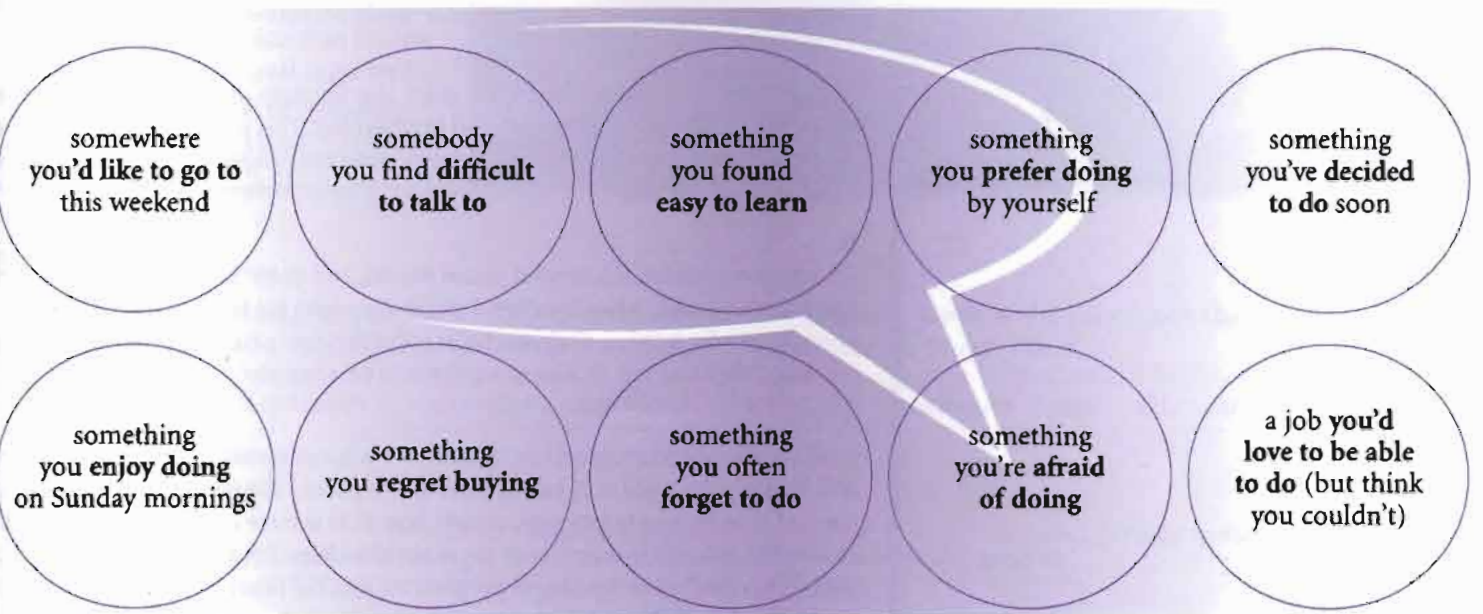 somewhere
you'd like to go to
this weekend
somebody
you find difficult
to talk to
something
you found
easy to learn
something
you prefer doing
by yourself
something
you've decided
to do soon
something
you enjoy doing
on Sunday mornings
something
you regret buying
something
you often
forget to do
something
you're afraid
of doing
a job you'd
love to be able
to do (but think
you couldn't)